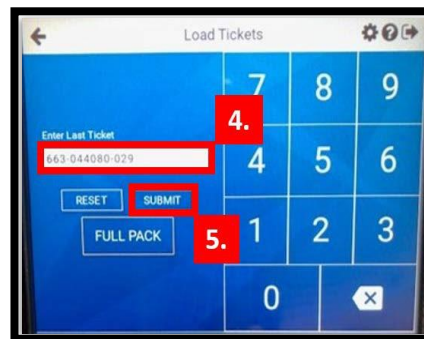 Load Tickets
7 8 9
4.
Enter Last Ticket
663-044080-029
4 5 6
RESET SUBMIT
FULL PACK
5.
1 2 3
0